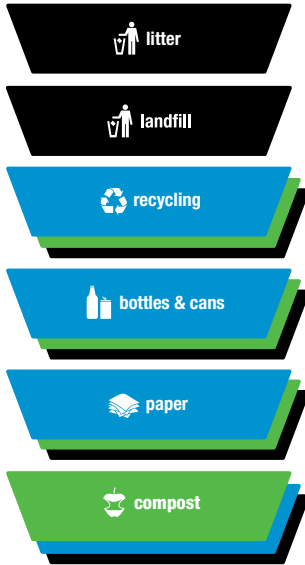 litter
landfill
recycling
bottles & cans
paper
compost